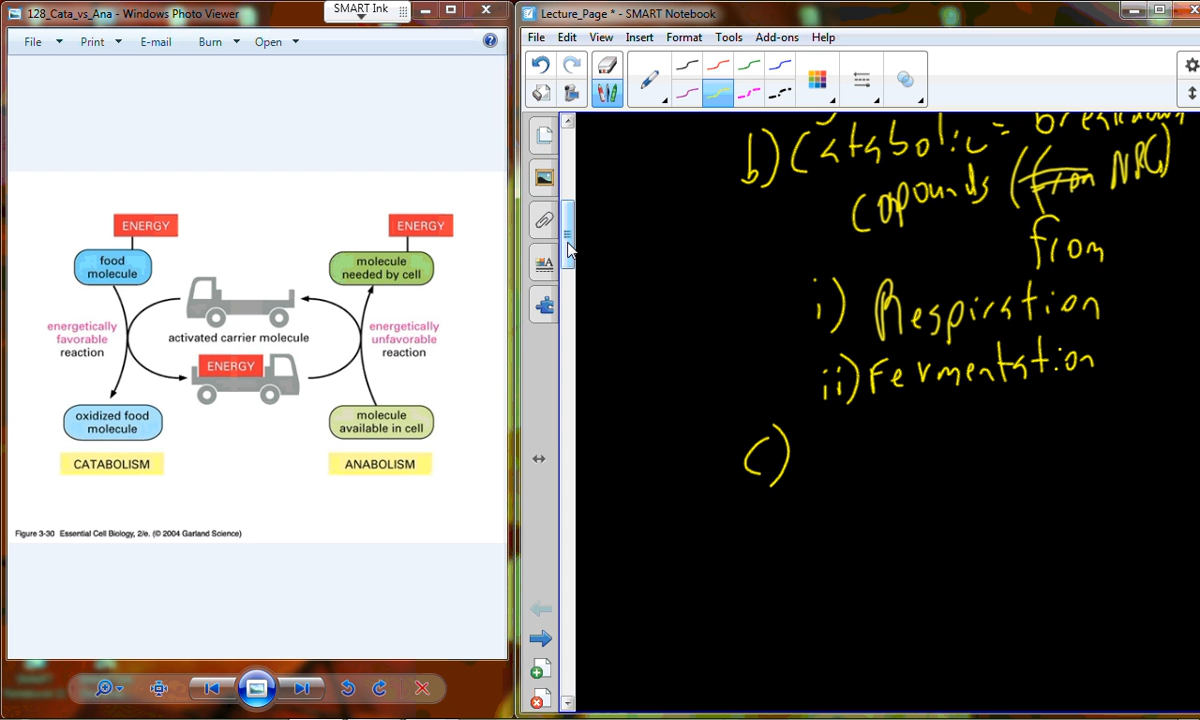 128_Cata_vs_Ana - Windows Photo Viewer
SMART Ink
File Print E-mail Burn Open
ENERGY
ENERGY
food
molecule
molecule
needed by cell
energetically
favorable
reaction
activated carrier molecule
energetically
unfavorable
reaction
ENERGY
oxidized food
molecule
molecule
available in cell
CATABOLISM
ANABOLISM
Figure 3-30 Essential Cell Biology, 2/e. (© 2004 Garland Science)
Lecture_Page * - SMART Notebook
File Edit View Insert Format Tools Add-ons Help
b) Catabolic = breakdown
copounds (from NRG)
from
i) Respiration
ii) Fermentation
c)